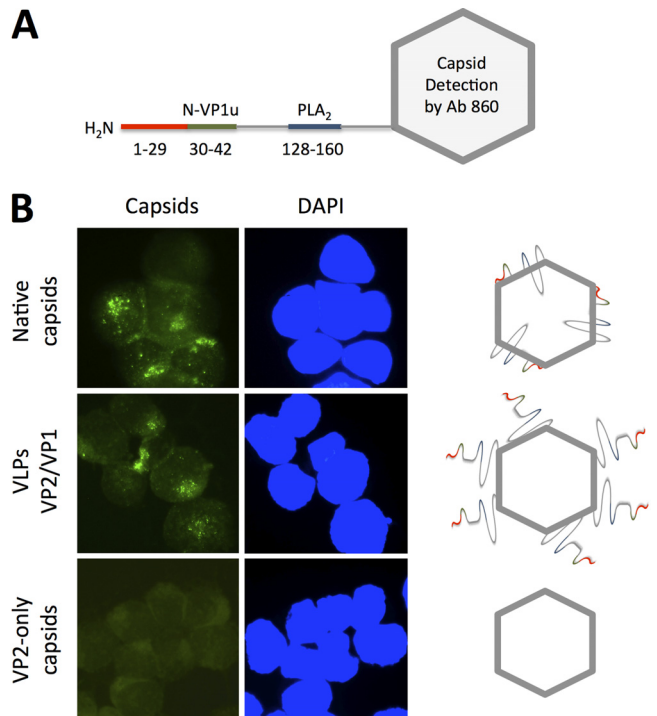 A
Capsid
Detection
by Ab 860
N-VP1u
PLA2
H2N
1-29
30-42
128-160
B
Capsids
DAPI
Native
capsids
VLPs
VP2/VP1
VP2-only
capsids